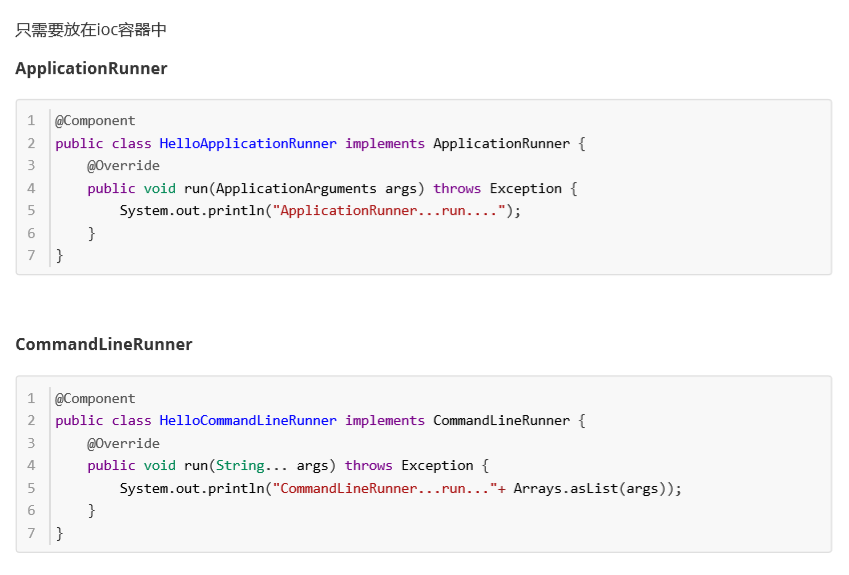 只需要放在ioc容器中
ApplicationRunner
1 @Component
2 public class HelloApplicationRunner implements ApplicationRunner {
3     @Override
4     public void run(ApplicationArguments args) throws Exception {
5         System.out.println("ApplicationRunner...run....");
6     }
7 }
CommandLineRunner
1 @Component
2 public class HelloCommandLineRunner implements CommandLineRunner {
3     @Override
4     public void run(String... args) throws Exception {
5         System.out.println("CommandLineRunner...run..."+ Arrays.asList(args));
6     }
7 }